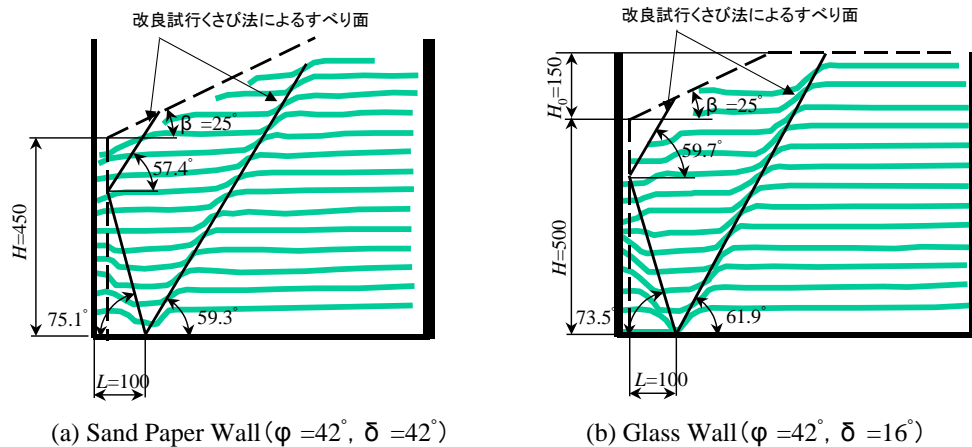 改良試行くさび法によるすべり面
β =25°
57.4°
H=450
75.1°
59.3°
L=100
(a) Sand Paper Wall(φ =42°, δ =42°)
改良試行くさび法によるすべり面
H₀=150
β =25°
59.7°
H=500
73.5°
61.9°
L=100
(b) Glass Wall(φ =42°, δ =16°)